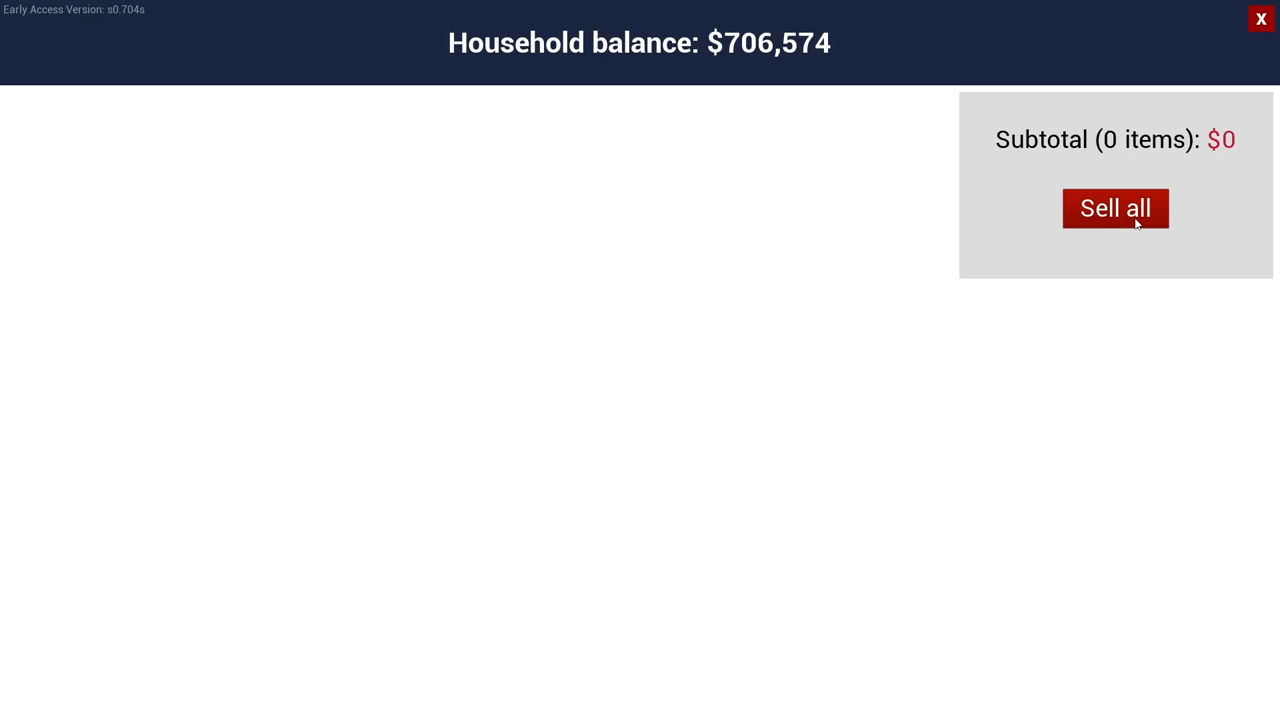 Early Access Version: s0.704s
X
Household balance: $706,574
Subtotal (0 items): $0
Sell all